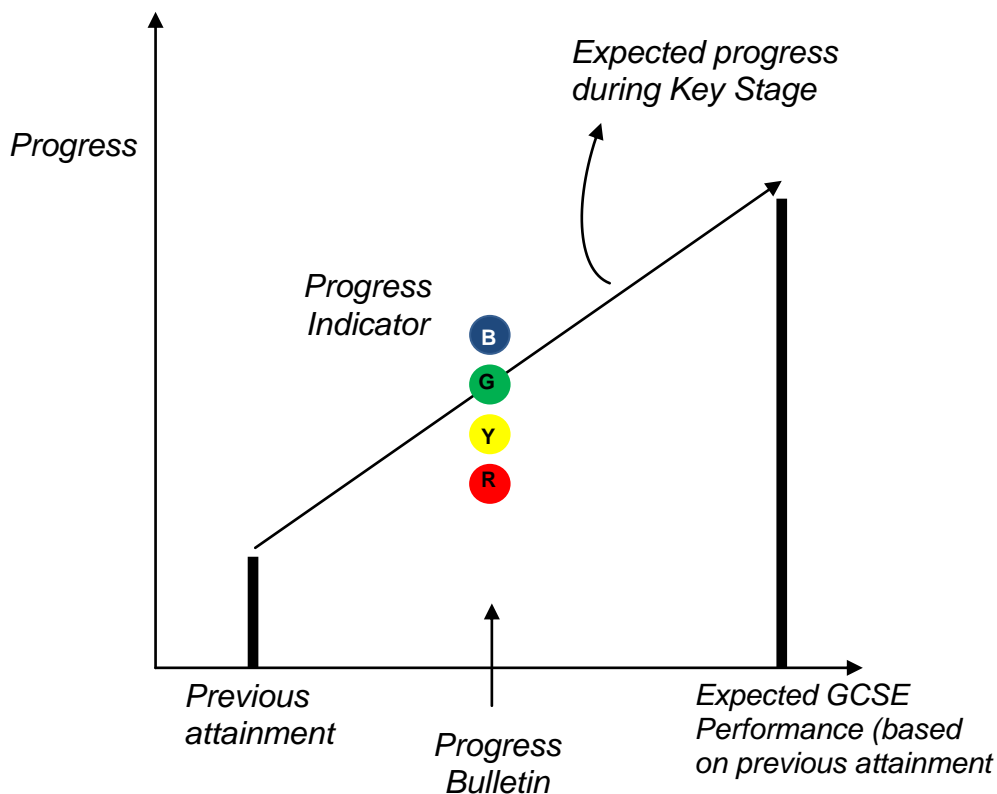 Expected progress
during Key Stage
Progress
Progress
Indicator
B
G
Y
R
Previous
attainment
Progress
Bulletin
Expected GCSE
Performance (based
on previous attainment